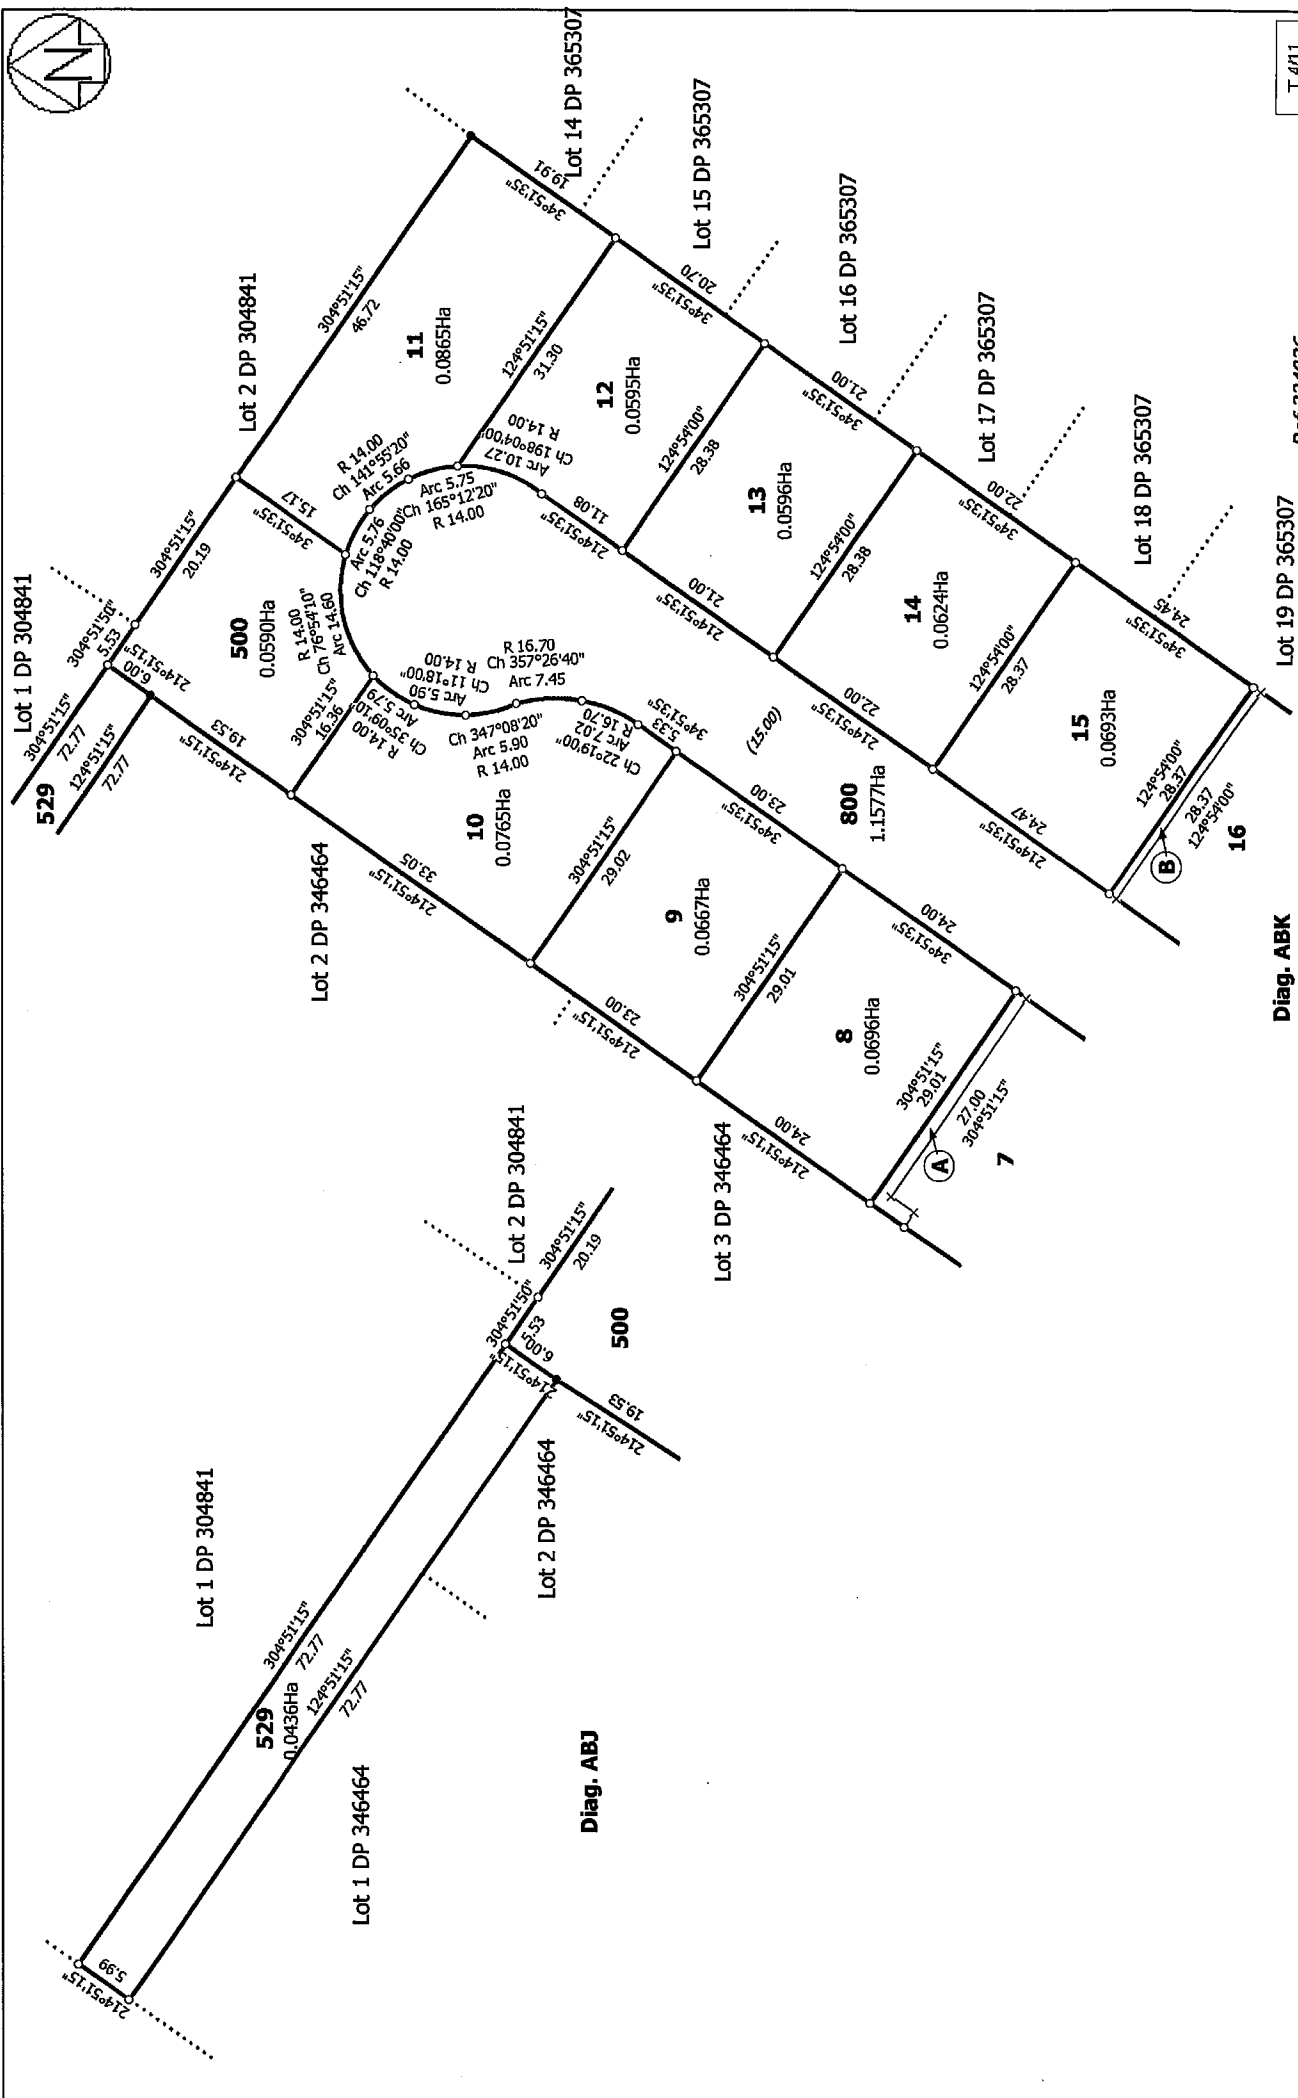 N
Lot 1 DP 304841
304°51'15"
72.77
529
124°51'15"
72.77
6.00
214°51'15"
304°51'50"
5.53
304°51'15"
20.19
Lot 2 DP 304841
304°51'15"
46.72
34°51'35"
15.17
500
0.0590Ha
214°51'15"
19.53
304°51'15"
16.36
R 14.00
Ch 76°54'10"
Arc 14.60
Arc 5.76
Ch 118°40'00"
R 14.00
R 14.00
Ch 141°55'20"
Arc 5.66
Arc 5.75
Ch 165°12'20"
R 14.00
Arc 10.27
Ch 198°04'00"
R 14.00
Arc 5.79
Ch 35°09'10"
R 14.00
Arc 5.90
Ch 11°18'00"
R 14.00
Ch 347°08'20"
Arc 5.90
R 14.00
R 16.70
Ch 357°26'40"
Arc 7.45
R 16.70
Arc 7.02
Ch 22°19'00"
34°51'35"
5.33
11
0.0865Ha
34°51'35"
19.91
Lot 14 DP 365307
124°51'15"
31.30
12
0.0595Ha
34°51'35"
20.70
Lot 15 DP 365307
214°51'35"
11.08
124°54'00"
28.38
13
0.0596Ha
34°51'35"
21.00
Lot 16 DP 365307
214°51'35"
21.00
124°54'00"
28.38
14
0.0624Ha
34°51'35"
22.00
Lot 17 DP 365307
214°51'35"
22.00
124°54'00"
28.37
15
0.0693Ha
34°51'35"
24.45
Lot 18 DP 365307
214°51'35"
24.47
124°54'00"
28.37
28.37
124°54'00"
B
16
Lot 19 DP 365307
(15.00)
800
1.1577Ha
Lot 2 DP 346464
214°51'15"
33.05
10
0.0765Ha
304°51'15"
29.02
214°51'15"
23.00
9
0.0667Ha
34°51'35"
23.00
304°51'15"
29.01
214°51'15"
24.00
8
0.0696Ha
34°51'35"
24.00
304°51'15"
29.01
27.00
304°51'15"
A
7
Lot 3 DP 346464
Diag. ABK
Lot 1 DP 304841
214°51'15"
5.99
304°51'15"
72.77
529
0.0436Ha
124°51'15"
72.77
Lot 1 DP 346464
Lot 2 DP 346464
214°51'15"
6.00
304°51'50"
5.53
304°51'15"
20.19
Lot 2 DP 304841
214°51'15"
19.53
500
Diag. ABJ